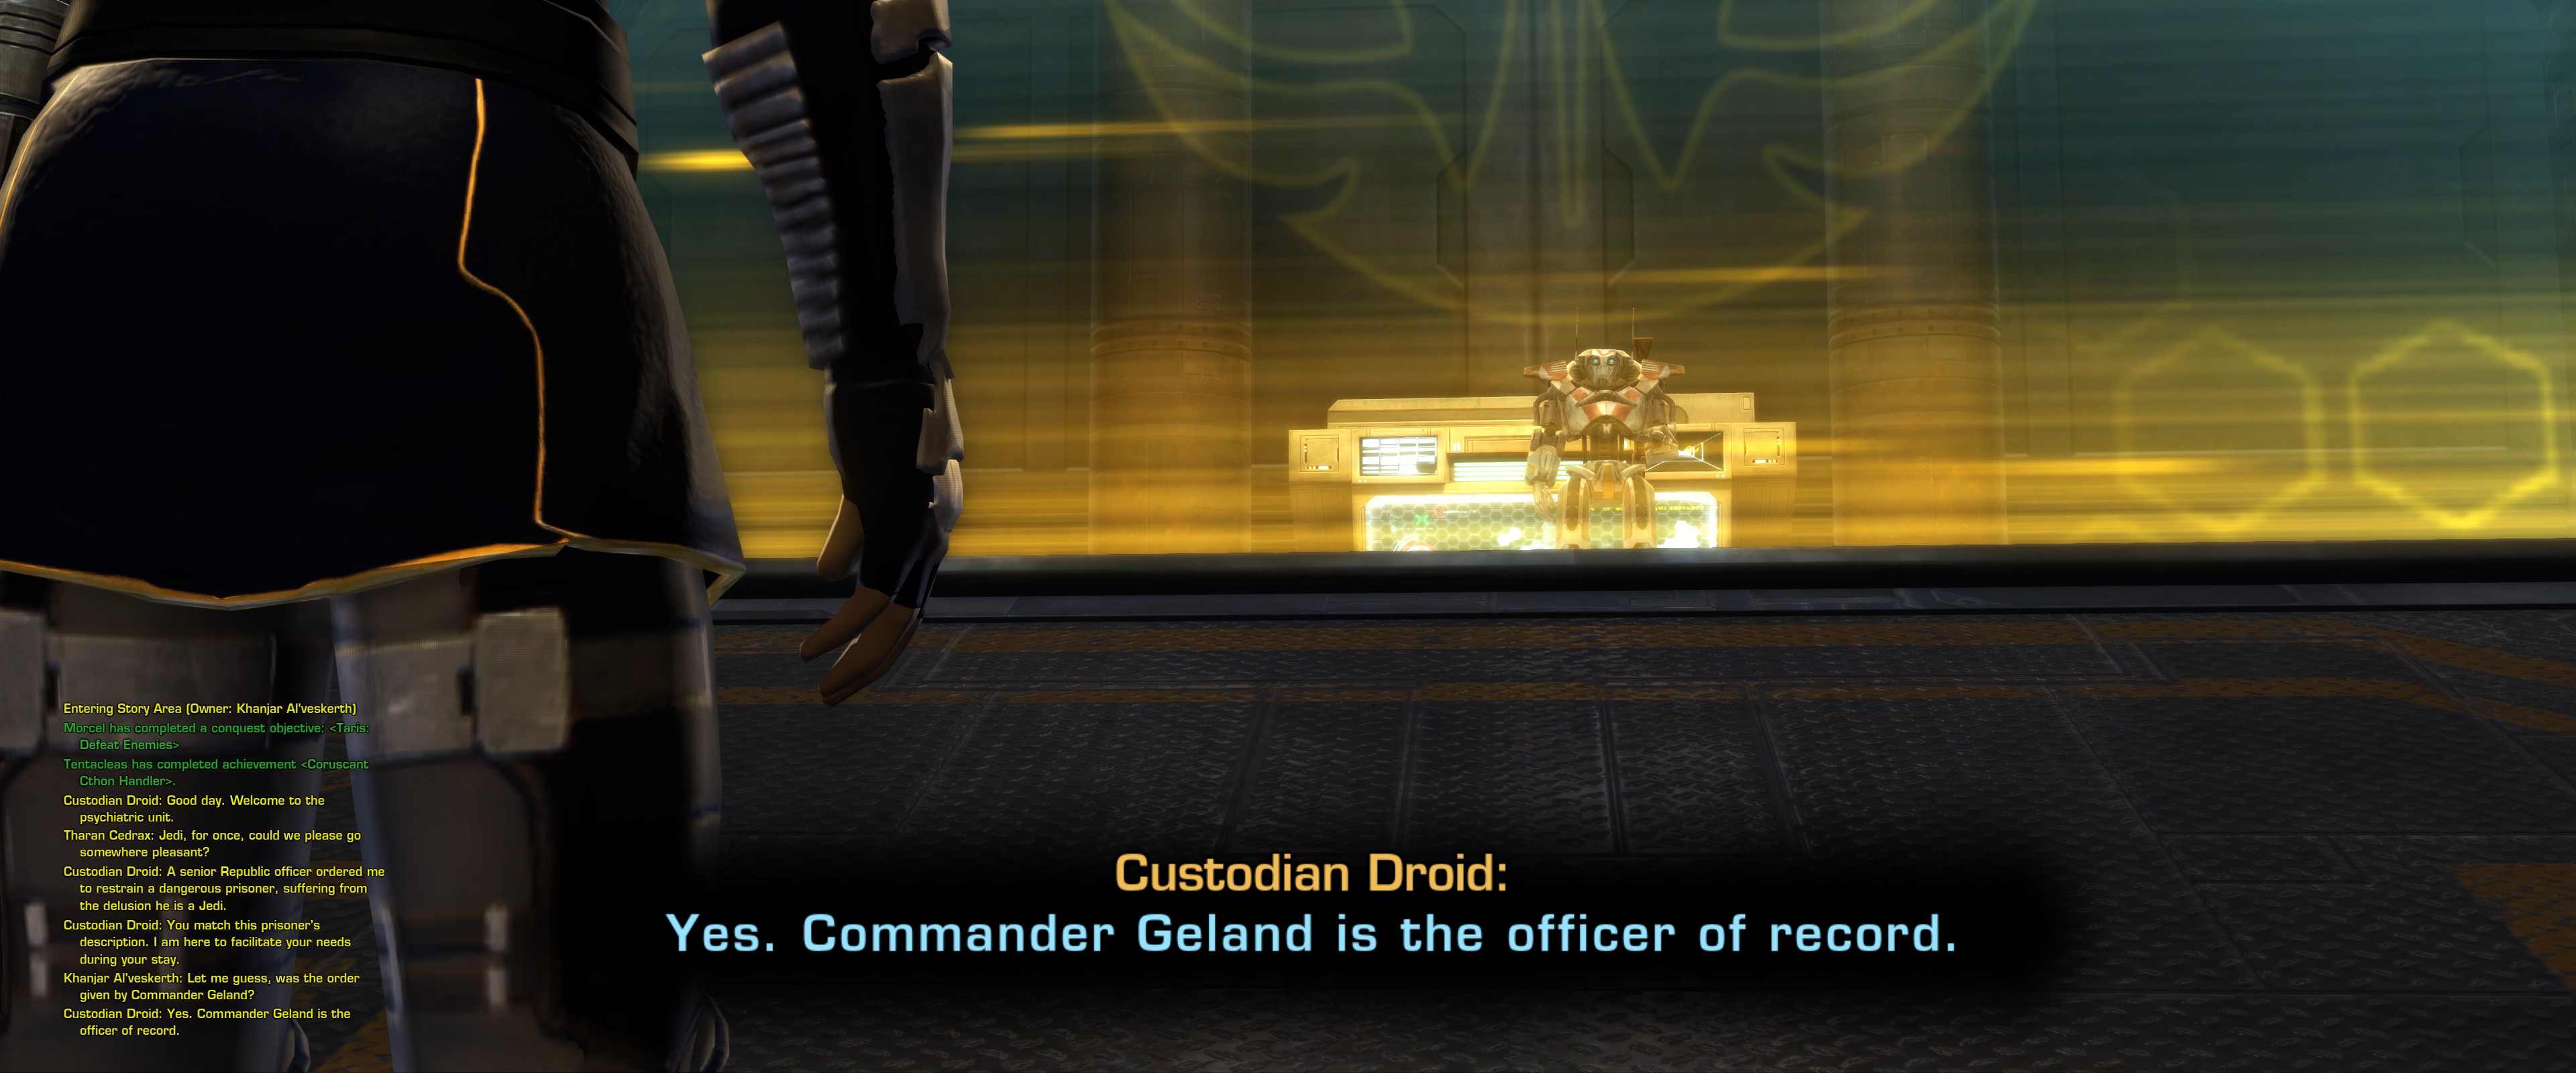 Entering Story Area (Owner: Khanjar Al'veskerth)
Morcel has completed a conquest objective: <Taris:
Defeat Enemies>
Tentacleas has completed achievement <Coruscant
Cthon Handler>.
Custodian Droid: Good day. Welcome to the
psychiatric unit.
Tharan Cedrax: Jedi, for once, could we please go
somewhere pleasant?
Custodian Droid: A senior Republic officer ordered me
to restrain a dangerous prisoner, suffering from
the delusion he is a Jedi.
Custodian Droid: You match this prisoner's
description. I am here to facilitate your needs
during your stay.
Khanjar Al'veskerth: Let me guess, was the order
given by Commander Geland?
Custodian Droid: Yes. Commander Geland is the
officer of record.
Custodian Droid:
Yes. Commander Geland is the officer of record.